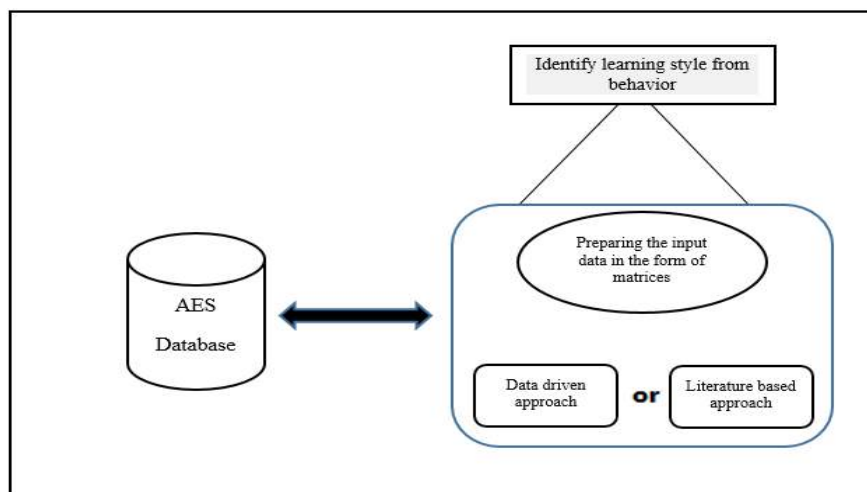 Identify learning style from
behavior
Preparing the input
data in the form of
matrices
AES
Database
Data driven
approach
or
Literature based
approach